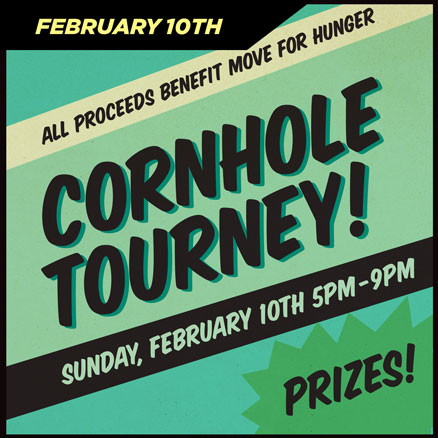 FEBRUARY 10TH
ALL PROCEEDS BENEFIT MOVE FOR HUNGER
CORNHOLE
TOURNEY!
SUNDAY, FEBRUARY 10TH 5PM-9PM
PRIZES!